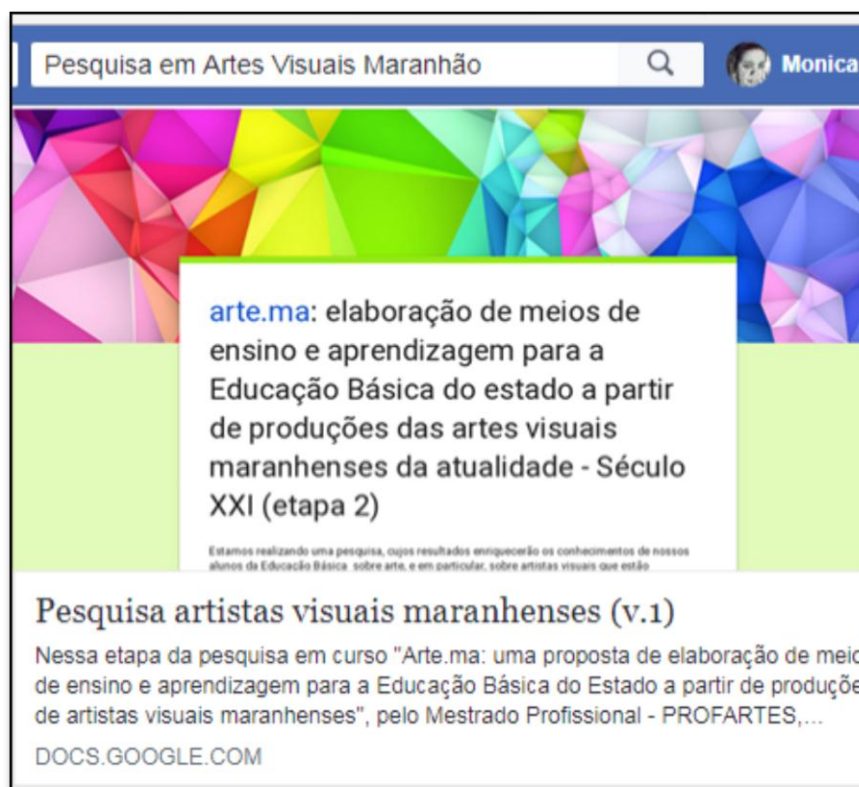 Pesquisa em Artes Visuais Maranhão
Monica
arte.ma: elaboração de meios de
ensino e aprendizagem para a
Educação Básica do estado a partir
de produções das artes visuais
maranhenses da atualidade - Século
XXI (etapa 2)
Estamos realizando uma pesquisa, cujos resultados enriquecerão os conhecimentos de nossos
alunos da Educação Básica sobre arte, e em particular, sobre artistas visuais que estão
Pesquisa artistas visuais maranhenses (v.1)
Nessa etapa da pesquisa em curso "Arte.ma: uma proposta de elaboração de meio
de ensino e aprendizagem para a Educação Básica do Estado a partir de produçõe
de artistas visuais maranhenses", pelo Mestrado Profissional - PROFARTES,...
DOCS.GOOGLE.COM